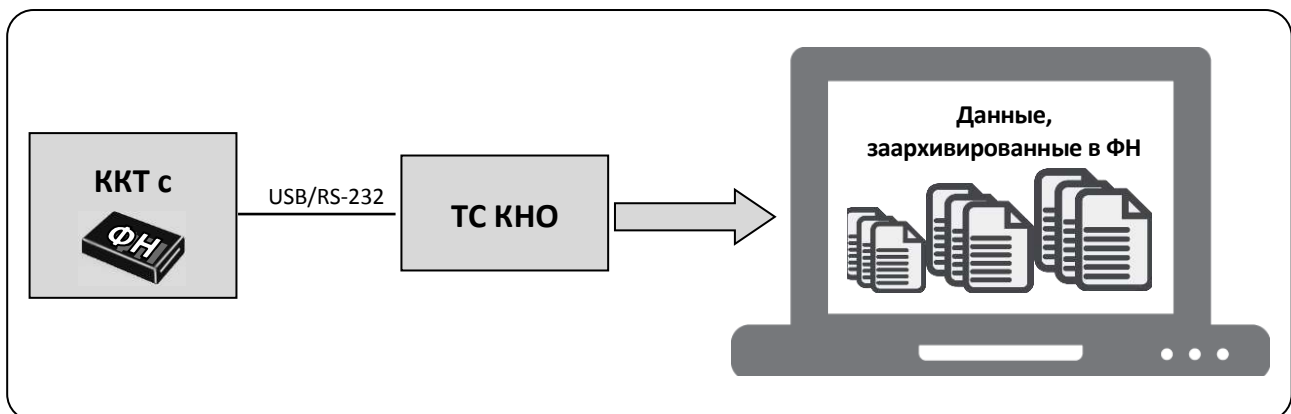 ККТ с
ФН
USB/RS-232
ТС КНО
Данные,
заархивированные в ФН